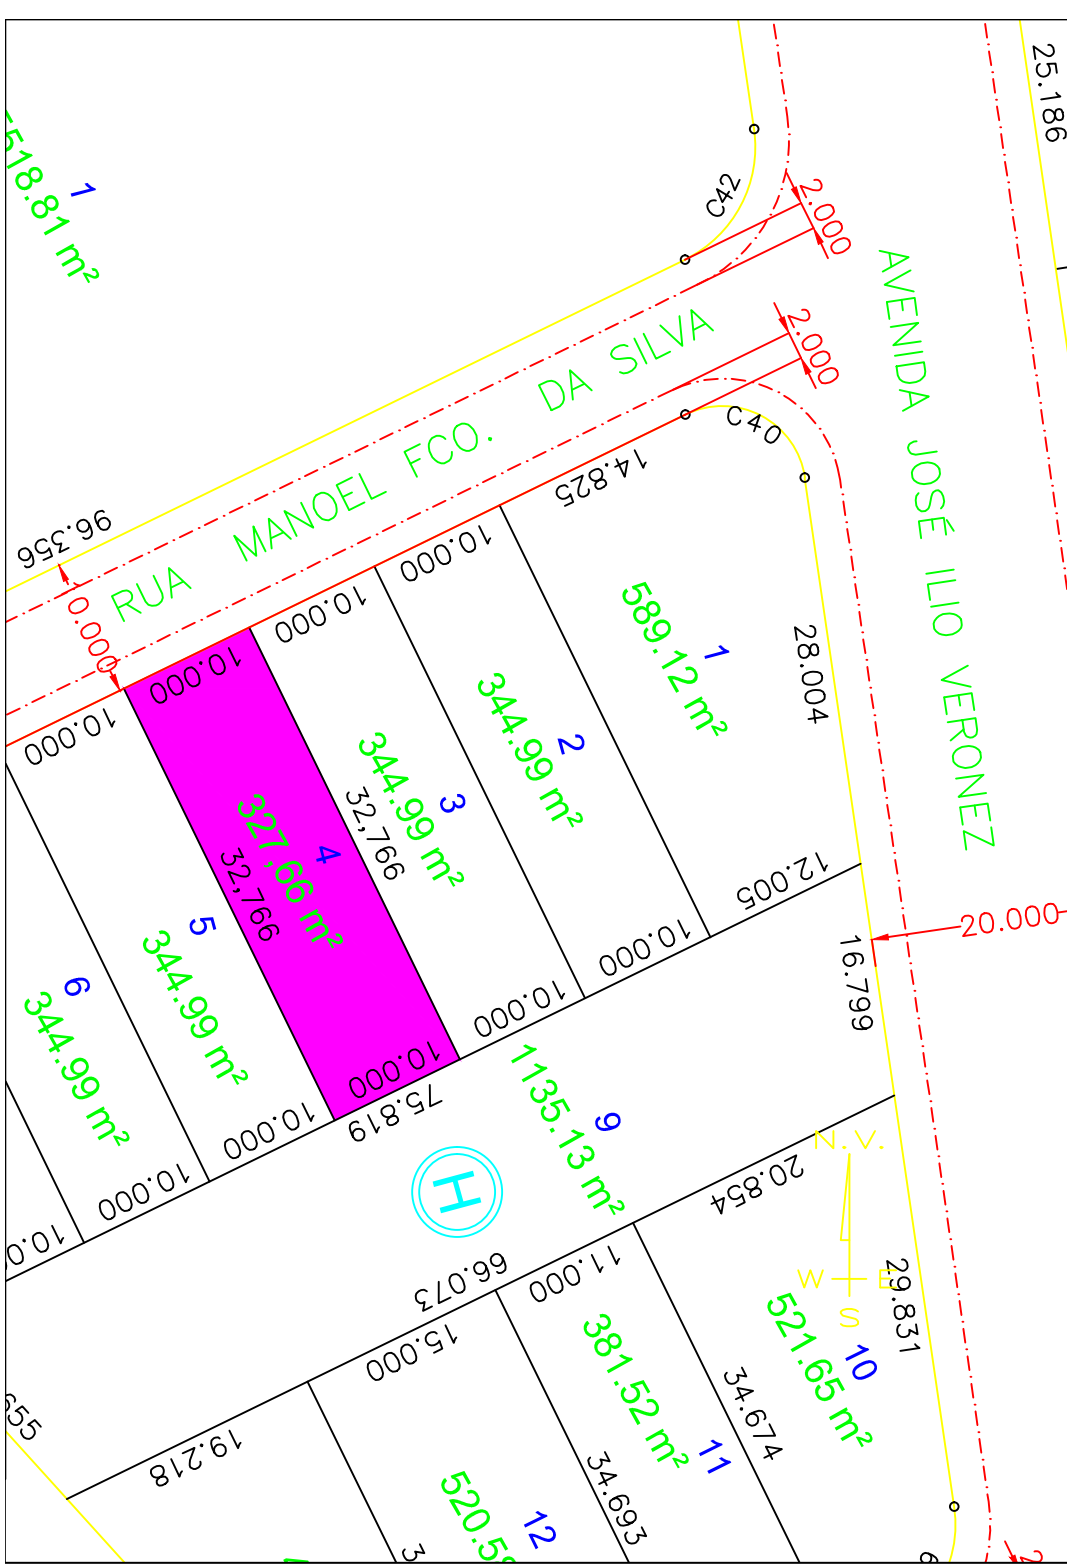 25.186
1
518.81 m²
C42
2.000
AVENIDA JOSÉ ILIO VERONEZ
2.000
RUA MANOEL FCO. DA SILVA
C40
14.825
96.356
0.000
10.000
10.000
10.000
10.000
1
589.12 m²
28.004
2
344.99 m²
3
344.99 m²
32,766
4
327,66 m²
32,766
5
344.99 m²
6
344.99 m²
12.005
20.000
16.799
10.000
10.000
10.000
75.819
10.000
10.000
9
1135.13 m²
H
N.V.
W
E
S
20.854
29.831
66.073
11.000
15.000
10
521.65 m²
11
381.52 m²
34.674
34.693
19.218
12
655